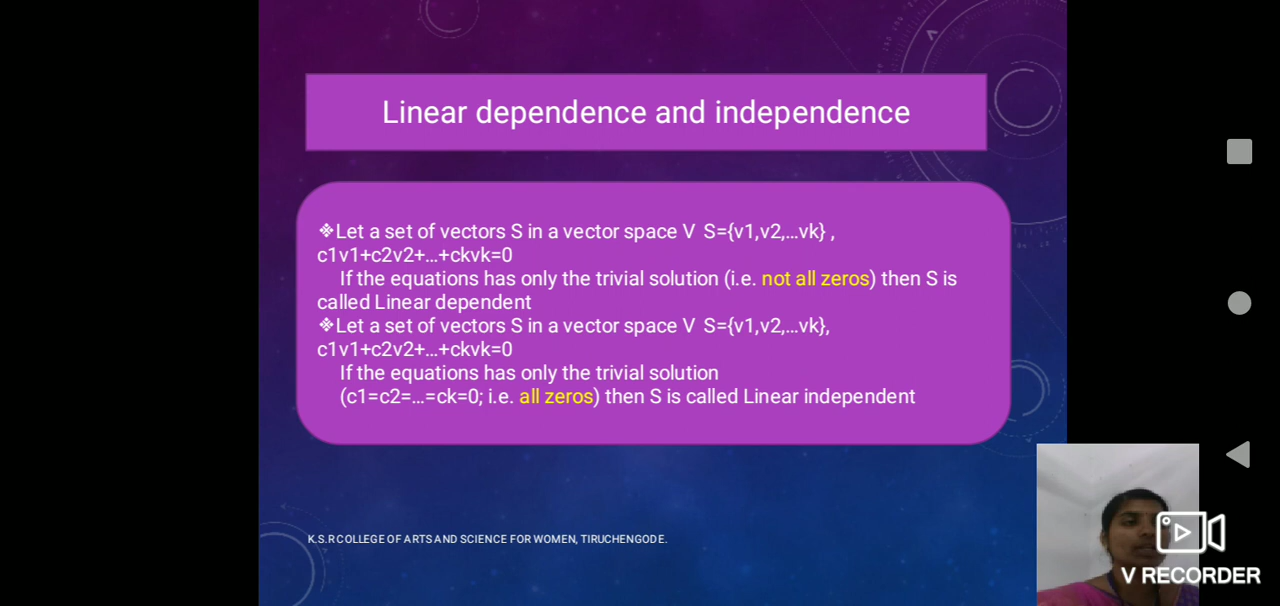 Linear dependence and independence
❖Let a set of vectors S in a vector space V S={v1,v2,...vk} ,
c1v1+c2v2+...+ckvk=0
If the equations has only the trivial solution (i.e. not all zeros) then S is
called Linear dependent
❖Let a set of vectors S in a vector space V S={v1,v2,...vk},
c1v1+c2v2+...+ckvk=0
If the equations has only the trivial solution
(c1=c2=...=ck=0; i.e. all zeros) then S is called Linear independent
K.S.R COLLEGE OF ARTS AND SCIENCE FOR WOMEN, TIRUCHENGODE.
V RECORDER